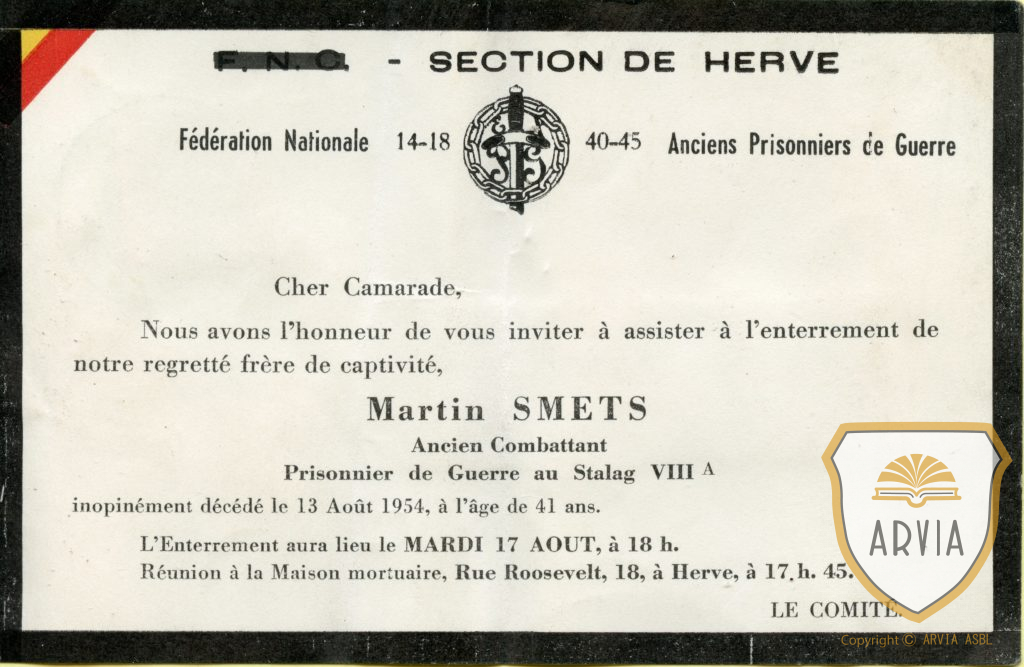 F. N. C. - SECTION DE HERVE
Fédération Nationale 14-18 40-45 Anciens Prisonniers de Guerre
Cher Camarade,
Nous avons l'honneur de vous inviter à assister à l'enterrement de
notre regretté frère de captivité,
Martin SMETS
Ancien Combattant
Prisonnier de Guerre au Stalag VIII A
inopinément décédé le 13 Août 1954, à l'âge de 41 ans.
L'Enterrement aura lieu le MARDI 17 AOUT, à 18 h.
Réunion à la Maison mortuaire, Rue Roosevelt, 18, à Herve, à 17. h. 45.
LE COMITÉ.
ARVIA
Copyright © ARVIA ASBL